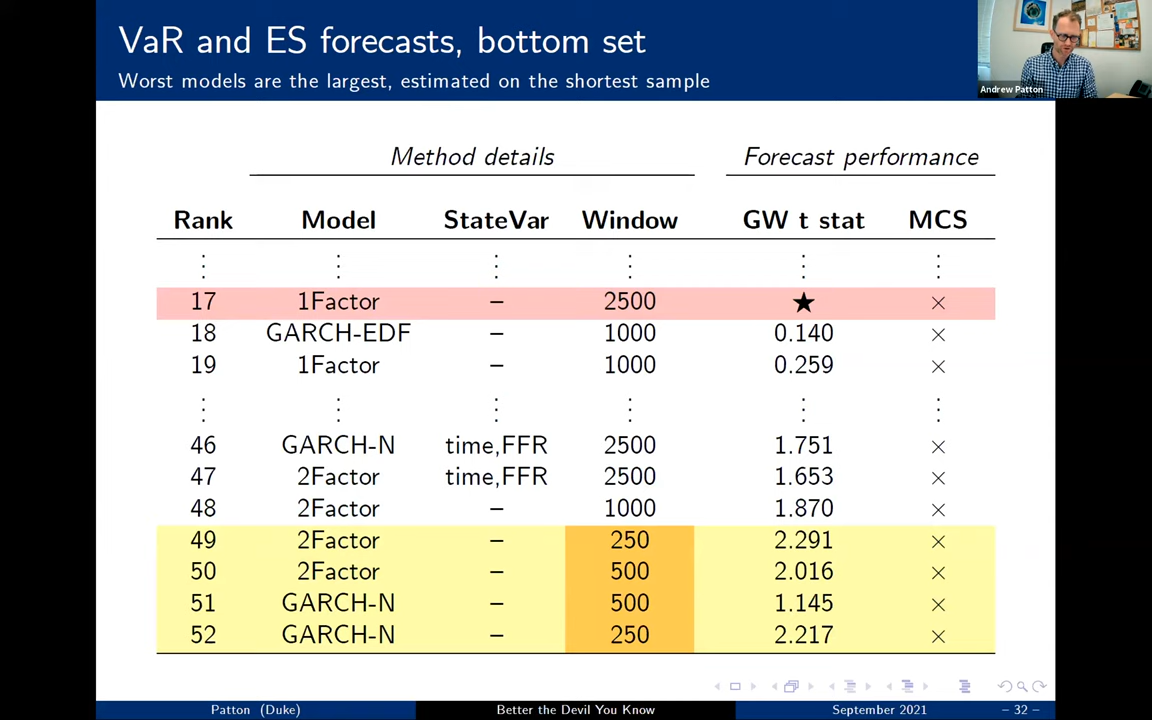 VaR and ES forecasts, bottom set
Worst models are the largest, estimated on the shortest sample
Andrew Patton
Method details Forecast performance
Rank Model StateVar Window GW t stat MCS
⋮ ⋮ ⋮ ⋮ ⋮ ⋮
17 1Factor – 2500 ★ ×
18 GARCH-EDF – 1000 0.140 ×
19 1Factor – 1000 0.259 ×
⋮ ⋮ ⋮ ⋮ ⋮ ⋮
46 GARCH-N time,FFR 2500 1.751 ×
47 2Factor time,FFR 2500 1.653 ×
48 2Factor – 1000 1.870 ×
49 2Factor – 250 2.291 ×
50 2Factor – 500 2.016 ×
51 GARCH-N – 500 1.145 ×
52 GARCH-N – 250 2.217 ×
Patton (Duke) Better the Devil You Know September 2021 – 32 –